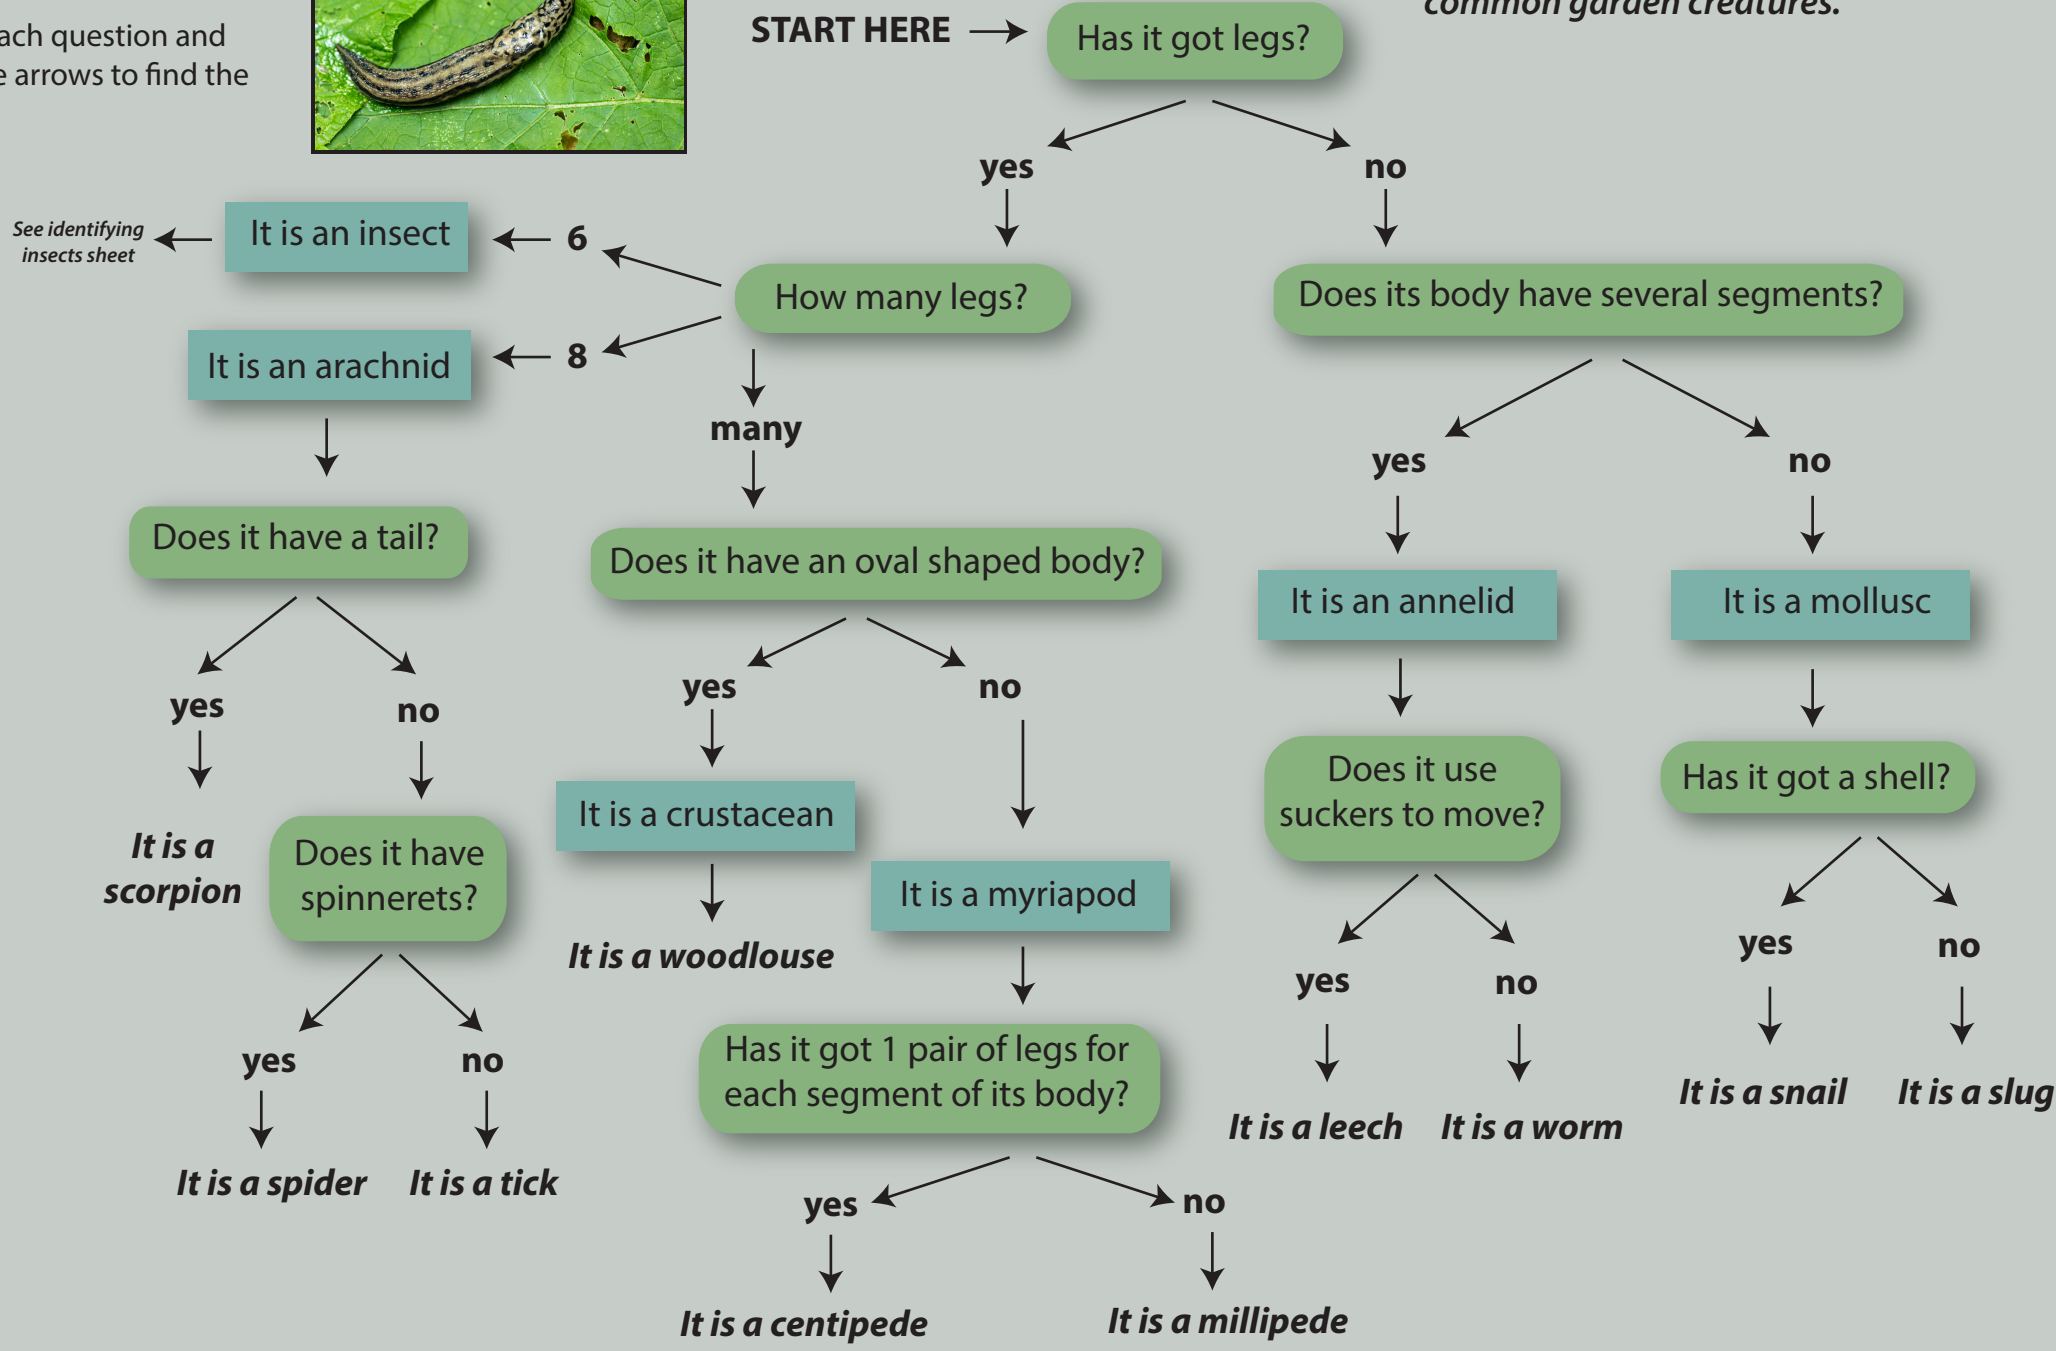 common garden creatures.
START HERE
Has it got legs?
each question and
arrows to find the
yes
no
See identifying
insects sheet
It is an insect
6
How many legs?
Does its body have several segments?
It is an arachnid
8
many
yes
no
Does it have a tail?
Does it have an oval shaped body?
It is an annelid
It is a mollusc
yes
no
yes
no
Does it use
suckers to move?
Has it got a shell?
It is a
scorpion
Does it have
spinnerets?
It is a crustacean
It is a myriapod
It is a woodlouse
yes
no
yes
no
yes
no
Has it got 1 pair of legs for
each segment of its body?
It is a leech
It is a worm
It is a snail
It is a slug
It is a spider
It is a tick
yes
no
It is a centipede
It is a millipede